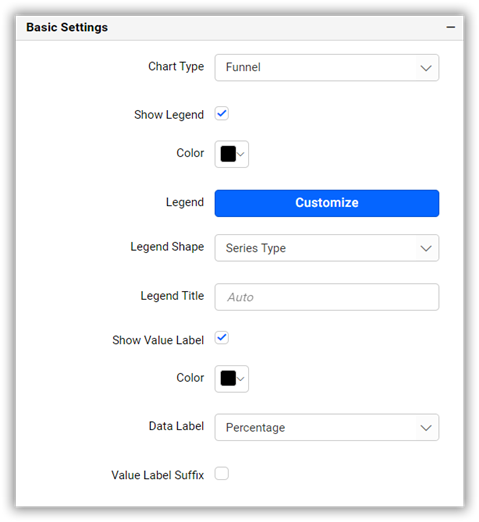 Basic Settings
Chart Type Funnel
Show Legend
Color
Legend Customize
Legend Shape Series Type
Legend Title Auto
Show Value Label
Color
Data Label Percentage
Value Label Suffix